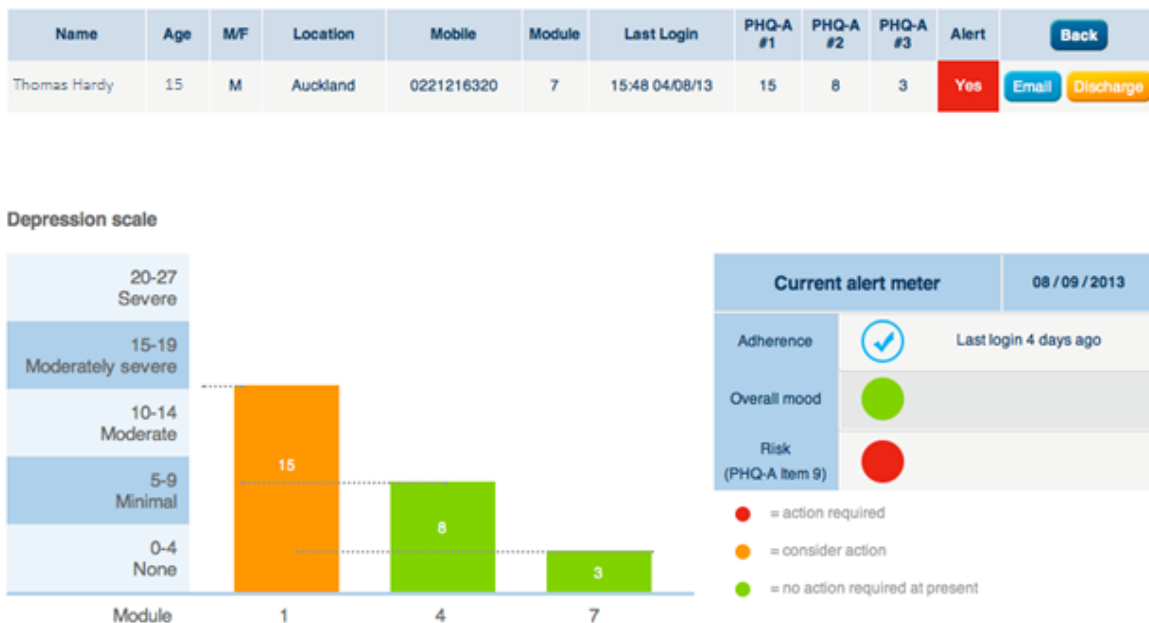 Name Age M/F Location Mobile Module Last Login PHQ-A #1 PHQ-A #2 PHQ-A #3 Alert Back
Thomas Hardy 15 M Auckland 0221216320 7 15:48 04/08/13 15 8 3 Yes Email Discharge
Depression scale
20-27
Severe
15-19
Moderately severe
10-14
Moderate
5-9
Minimal
0-4
None
15
8
3
Module 1 4 7
Current alert meter 08/09/2013
Adherence Last login 4 days ago
Overall mood
Risk
(PHQ-A Item 9)
= action required
= consider action
= no action required at present